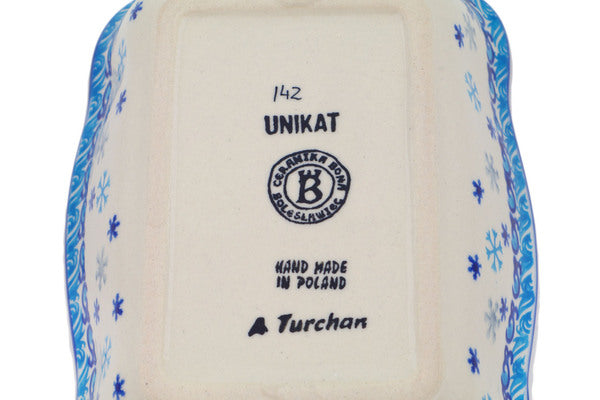 142
UNIKAT
CERAMIKA BONA
BOLESŁAWIEC
B
HAND MADE
IN POLAND
A Turchan